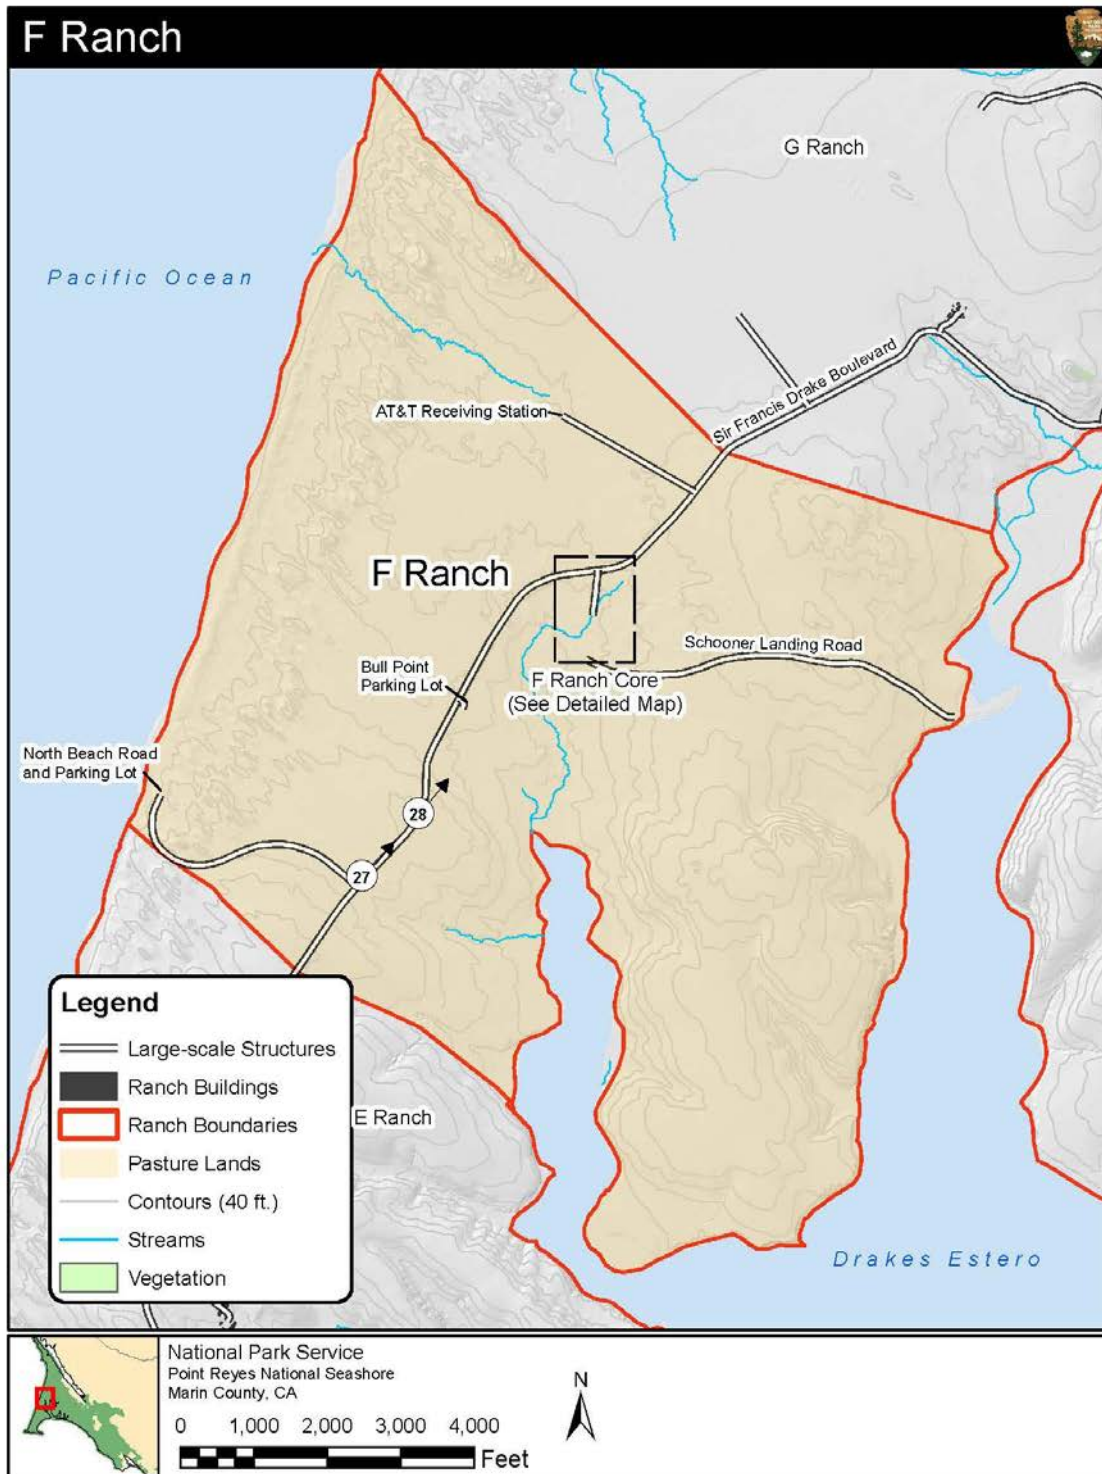 F Ranch
G Ranch
Pacific Ocean
Sir Francis Drake Boulevard
AT&T Receiving Station
F Ranch
Schooner Landing Road
Bull Point
Parking Lot
F Ranch Core
(See Detailed Map)
North Beach Road
and Parking Lot
28
27
Legend
Large-scale Structures
Ranch Buildings
Ranch Boundaries
Pasture Lands
Contours (40 ft.)
Streams
Vegetation
E Ranch
Drakes Estero
National Park Service
Point Reyes National Seashore
Marin County, CA
N
0 1,000 2,000 3,000 4,000
Feet